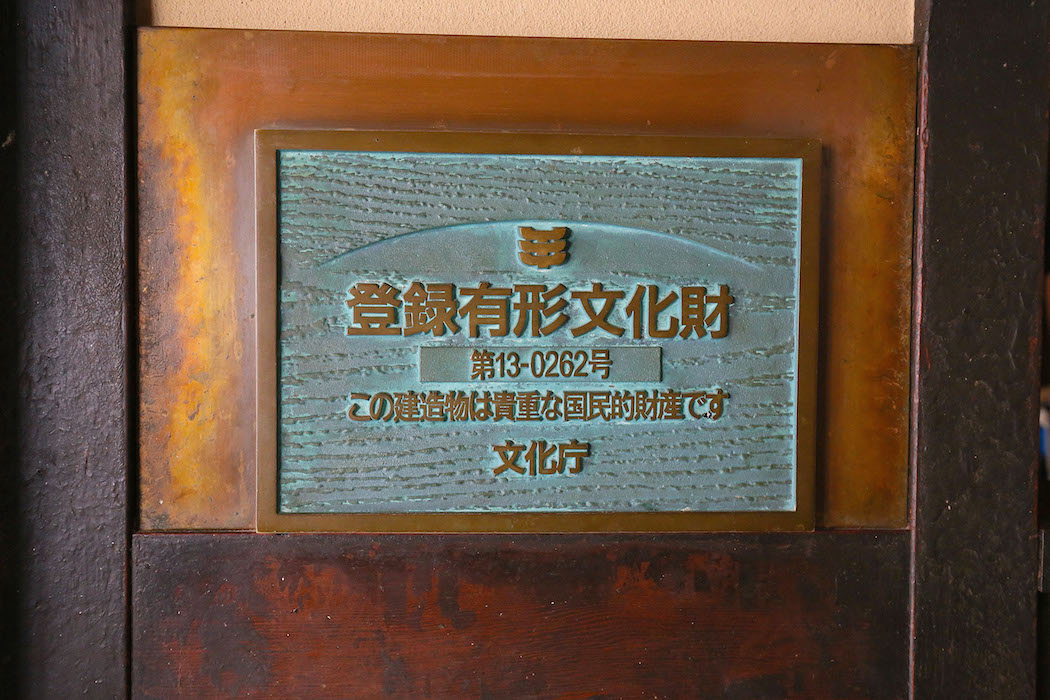 登録有形文化財
第13-0262号
この建造物は貴重な国民的財産です
文化庁